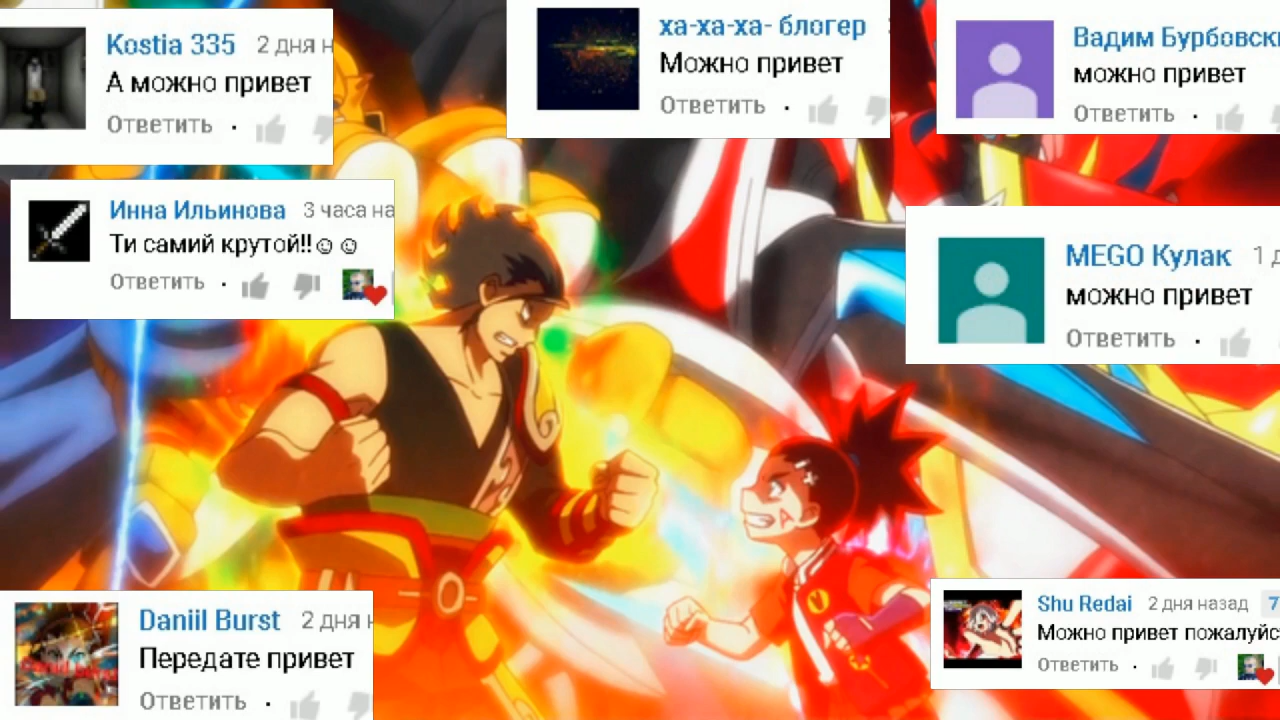 Kostia 335 2 дня н
А можно привет
Ответить
ха-ха-ха- блогер
Можно привет
Ответить
Вадим Бурбовск
можно привет
Ответить
Инна Ильинова 3 часа на
Ти самий крутой!!☺☺
Ответить
MEGO Кулак 1 д
можно привет
Ответить
Daniil Burst 2 дня н
Передате привет
Ответить
Shu Redai 2 дня назад 7
Можно привет пожалуйс
Ответить